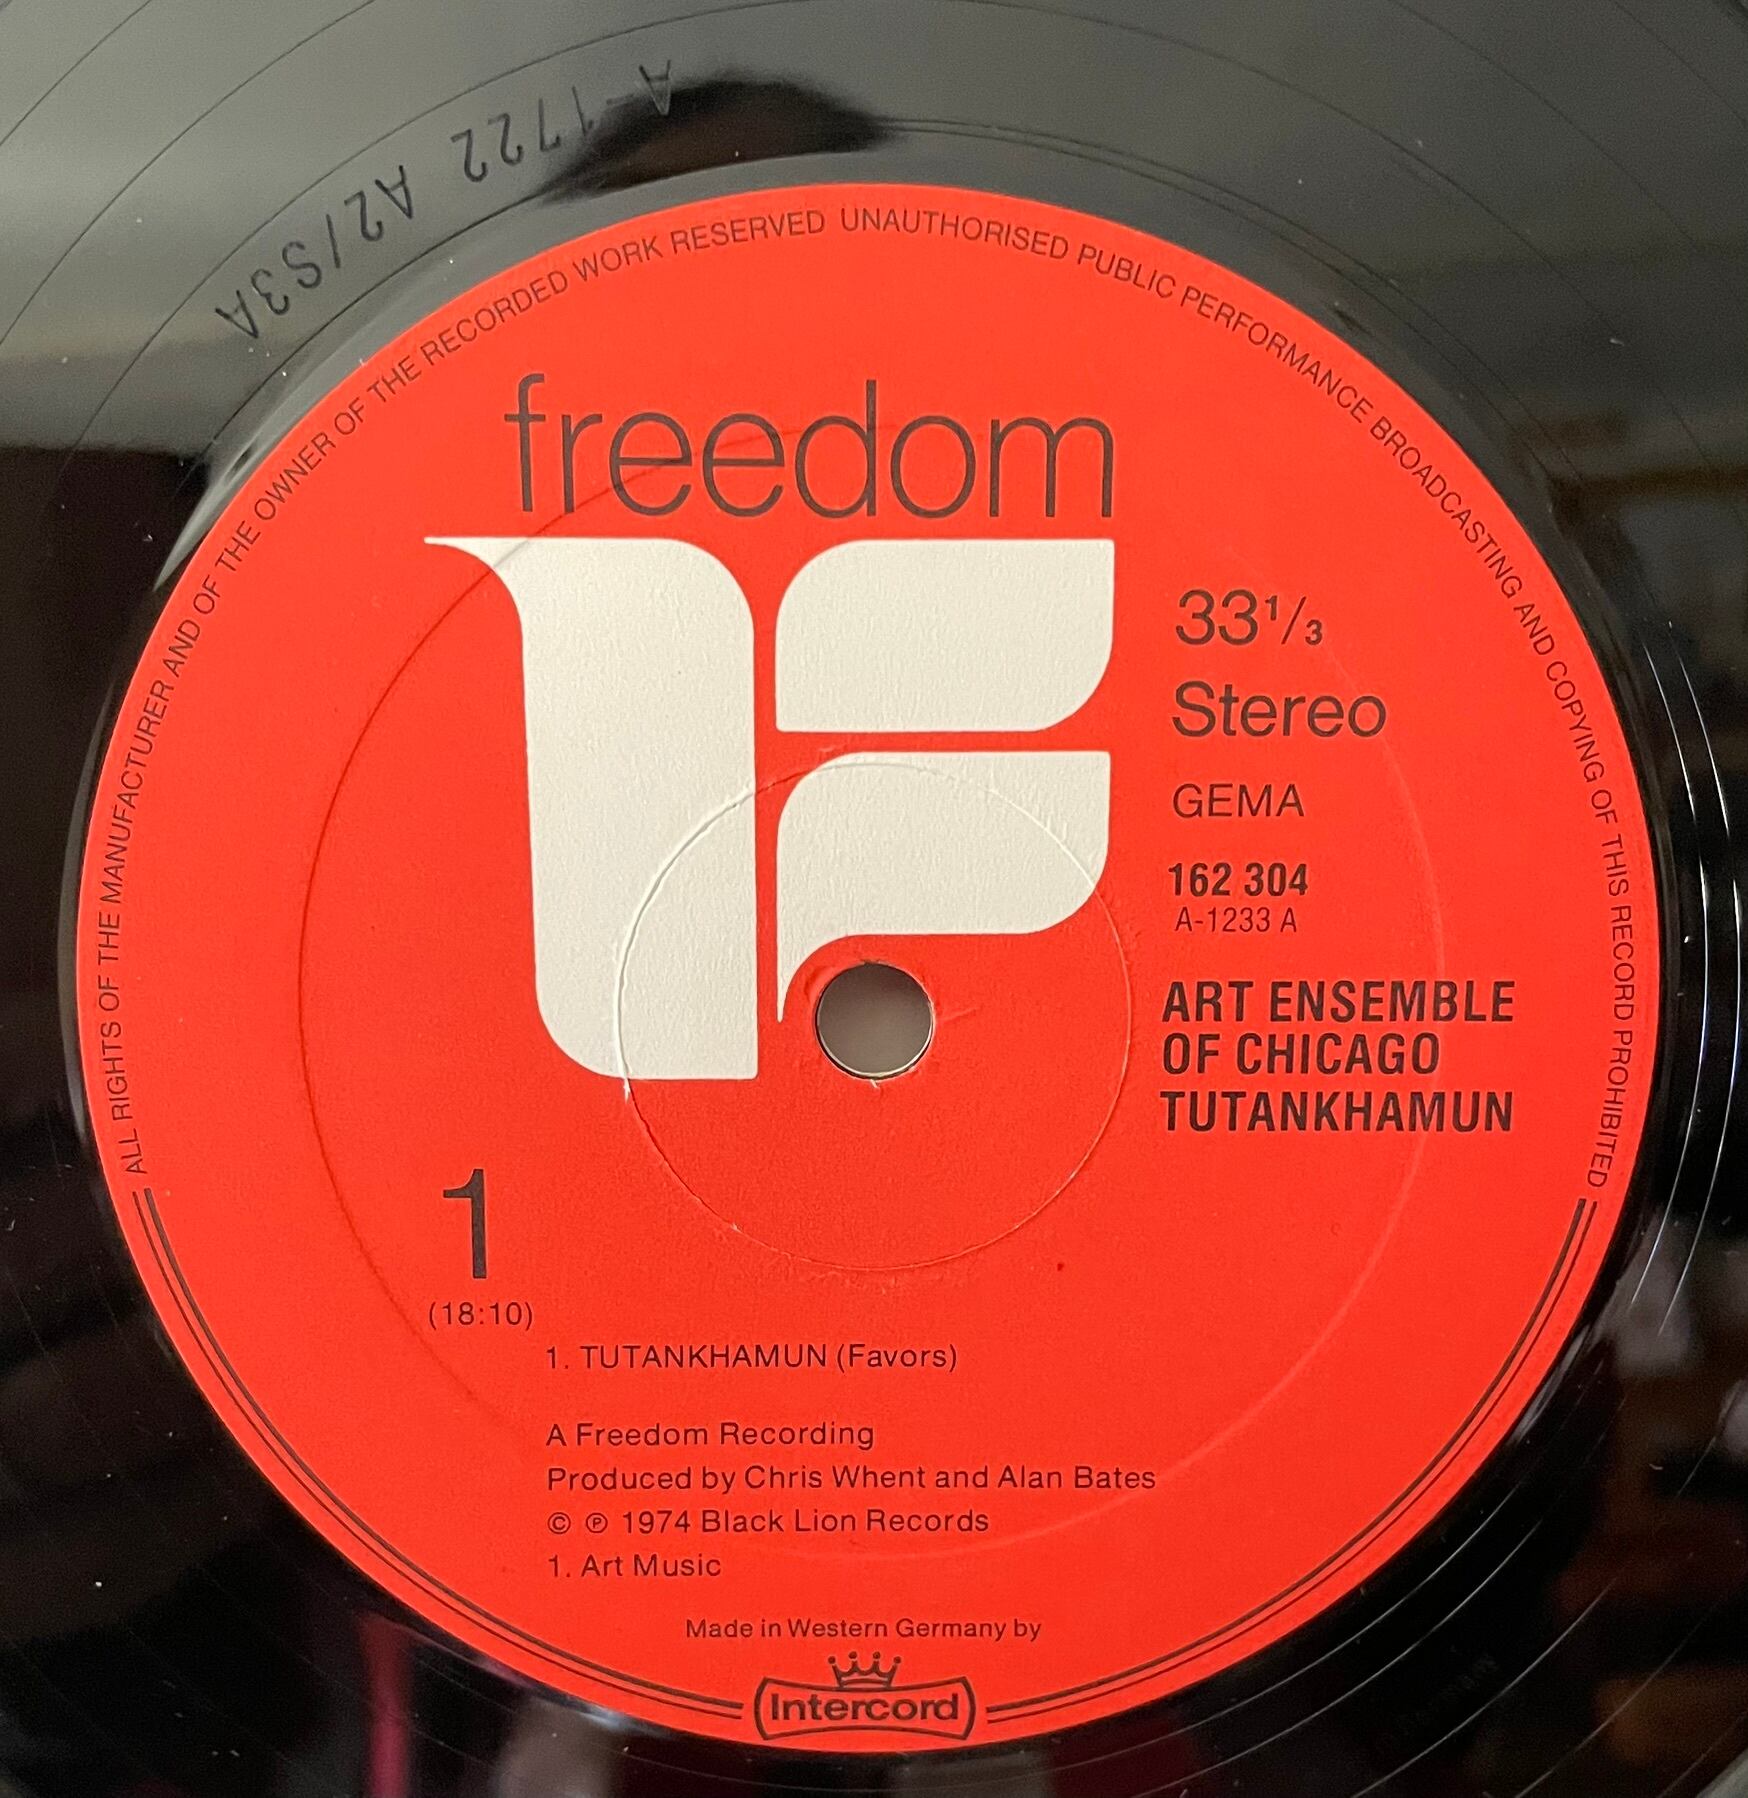 A-1722 A2/S3A
ALL RIGHTS OF THE MANUFACTURER AND OF THE OWNER OF THE RECORDED WORK RESERVED UNAUTHORISED PUBLIC PERFORMANCE BROADCASTING AND COPYING OF THIS RECORD PROHIBITED
freedom
33 1/3
Stereo
GEMA
162 304
A-1233 A
ART ENSEMBLE
OF CHICAGO
TUTANKHAMUN
1
(18:10)
1. TUTANKHAMUN (Favors)
A Freedom Recording
Produced by Chris Whent and Alan Bates
© ℗ 1974 Black Lion Records
1. Art Music
Made in Western Germany by
Intercord